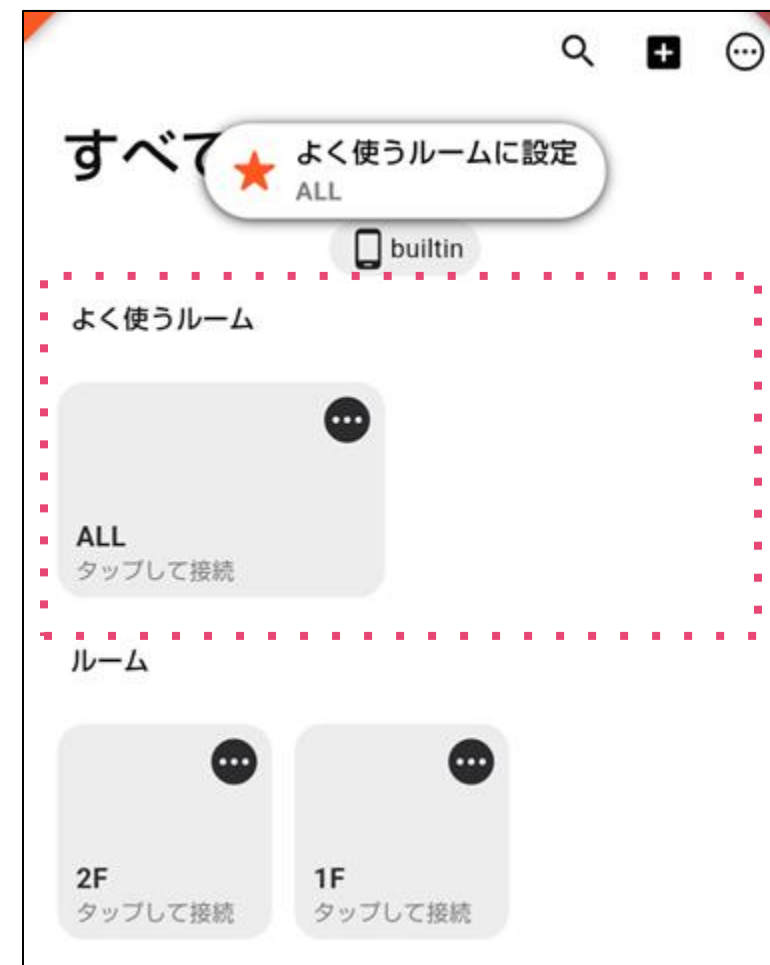 すべて
よく使うルームに設定
ALL
builtin
よく使うルーム
ALL
タップして接続
ルーム
2F
タップして接続
1F
タップして接続